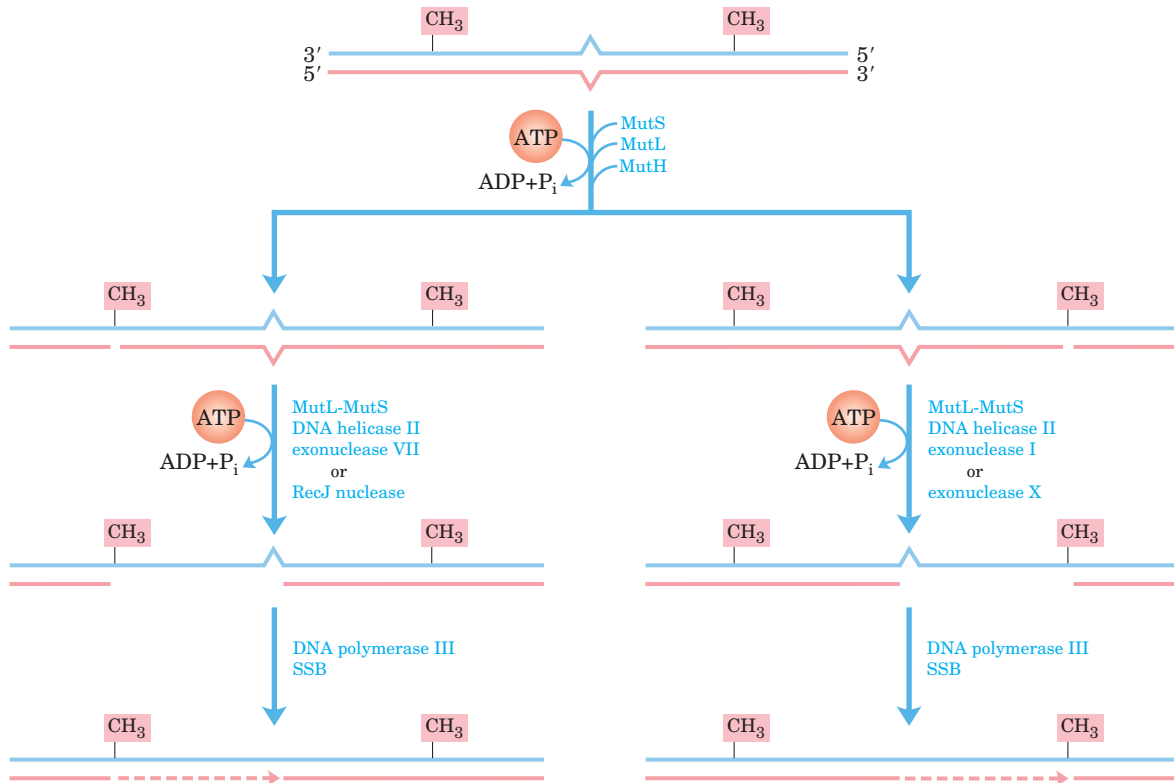 CH3 CH3
3′ 5′
5′ 3′
MutS
ATP
MutL
MutH
ADP+Pi
CH3 CH3
CH3 CH3
ATP
MutL-MutS
DNA helicase II
exonuclease VII
ADP+Pi
or
RecJ nuclease
ATP
MutL-MutS
DNA helicase II
exonuclease I
ADP+Pi
or
exonuclease X
CH3 CH3
CH3 CH3
DNA polymerase III
SSB
DNA polymerase III
SSB
CH3 CH3
CH3 CH3